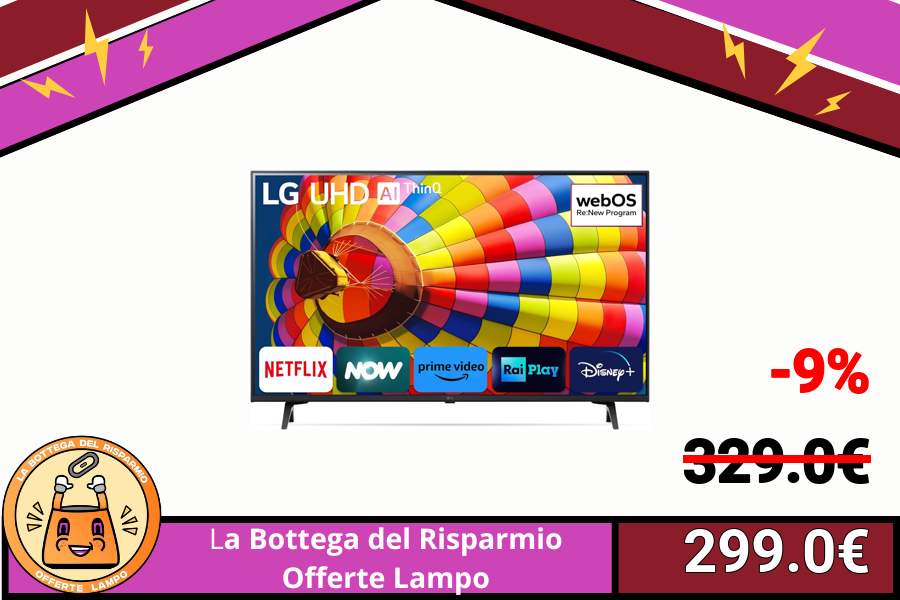 LG UHD AI ThinQ
webOS
Re:New Program
NETFLIX
NOW
prime video
Rai Play
Disney+
-9%
329.0€
LA BOTTEGA DEL RISPARMIO
OFFERTE LAMPO
La Bottega del Risparmio
Offerte Lampo
299.0€